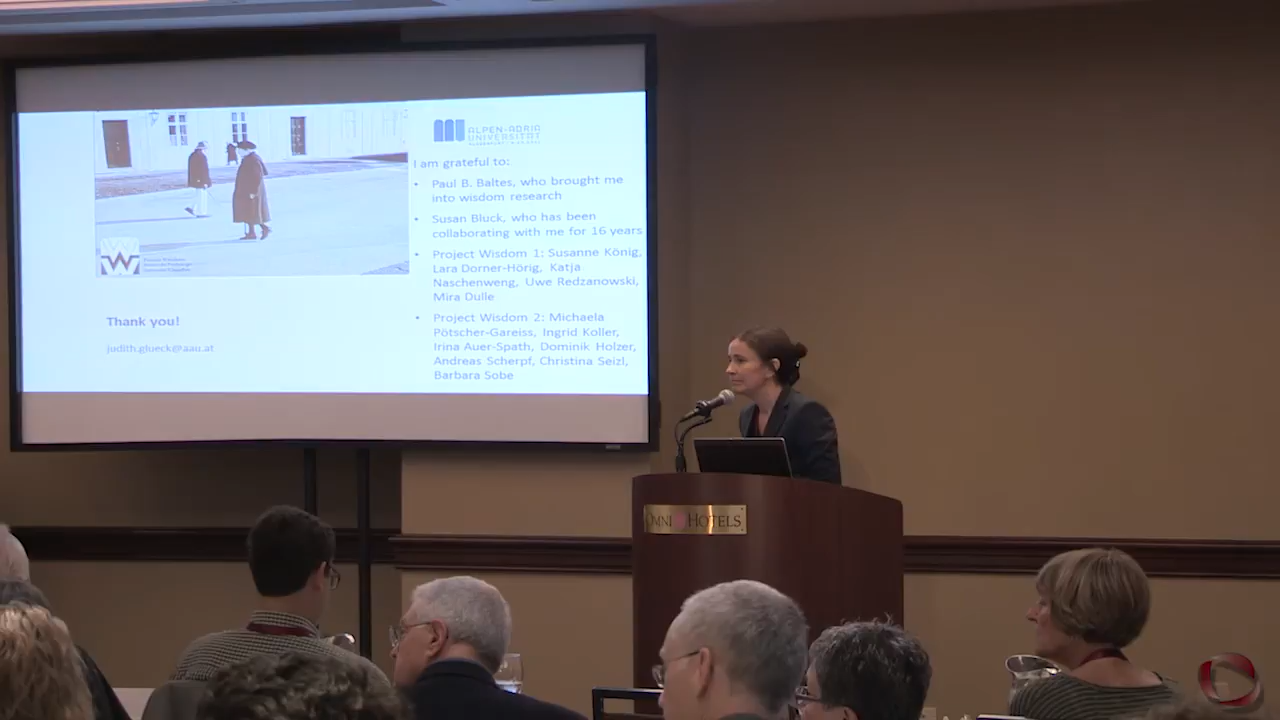 ALPEN-ADRIA
UNIVERSITÄT
I am grateful to:
• Paul B. Baltes, who brought me
into wisdom research
• Susan Bluck, who has been
collaborating with me for 16 years
• Project Wisdom 1: Susanne König,
Lara Dorner-Hörig, Katja
Naschenweng, Uwe Redzanowski,
Mira Dulle
• Project Wisdom 2: Michaela
Pötscher-Gareiss, Ingrid Koller,
Irina Auer-Spath, Dominik Holzer,
Andreas Scherpf, Christina Seizl,
Barbara Sobe
Thank you!
judith.glueck@aau.at
OMNI HOTELS